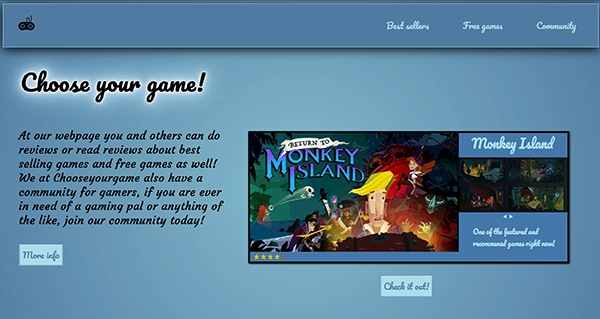 Best sellers Free games Community
Choose your game!
At our webpage you and others can do
reviews or read reviews about best
selling games and free games as well!
We at Chooseyourgame also have a
community for gamers, if you are ever
in need of a gaming pal or anything of
the like, join our community today!
More info
RETURN TO
MONKEY
ISLAND
Monkey Island
One of the featured and
recommened games right now!
Check it out!